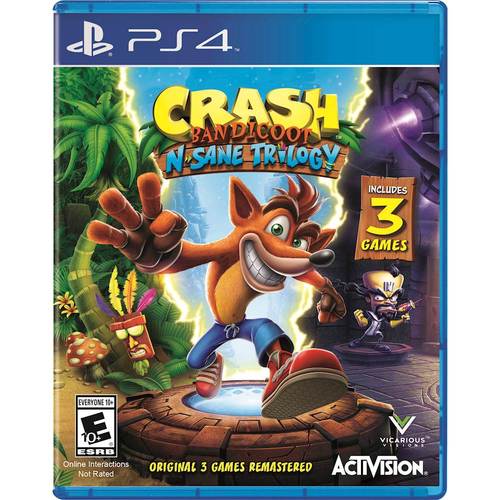 PS4
CRASH
BANDICOOT
™
N. SANE TRILOGY
INCLUDES
3
GAMES
N
EVERYONE 10+
E
10+
ESRB
Online Interactions
Not Rated
ORIGINAL 3 GAMES REMASTERED
VICARIOUS
VISIONS
ACTIVISION